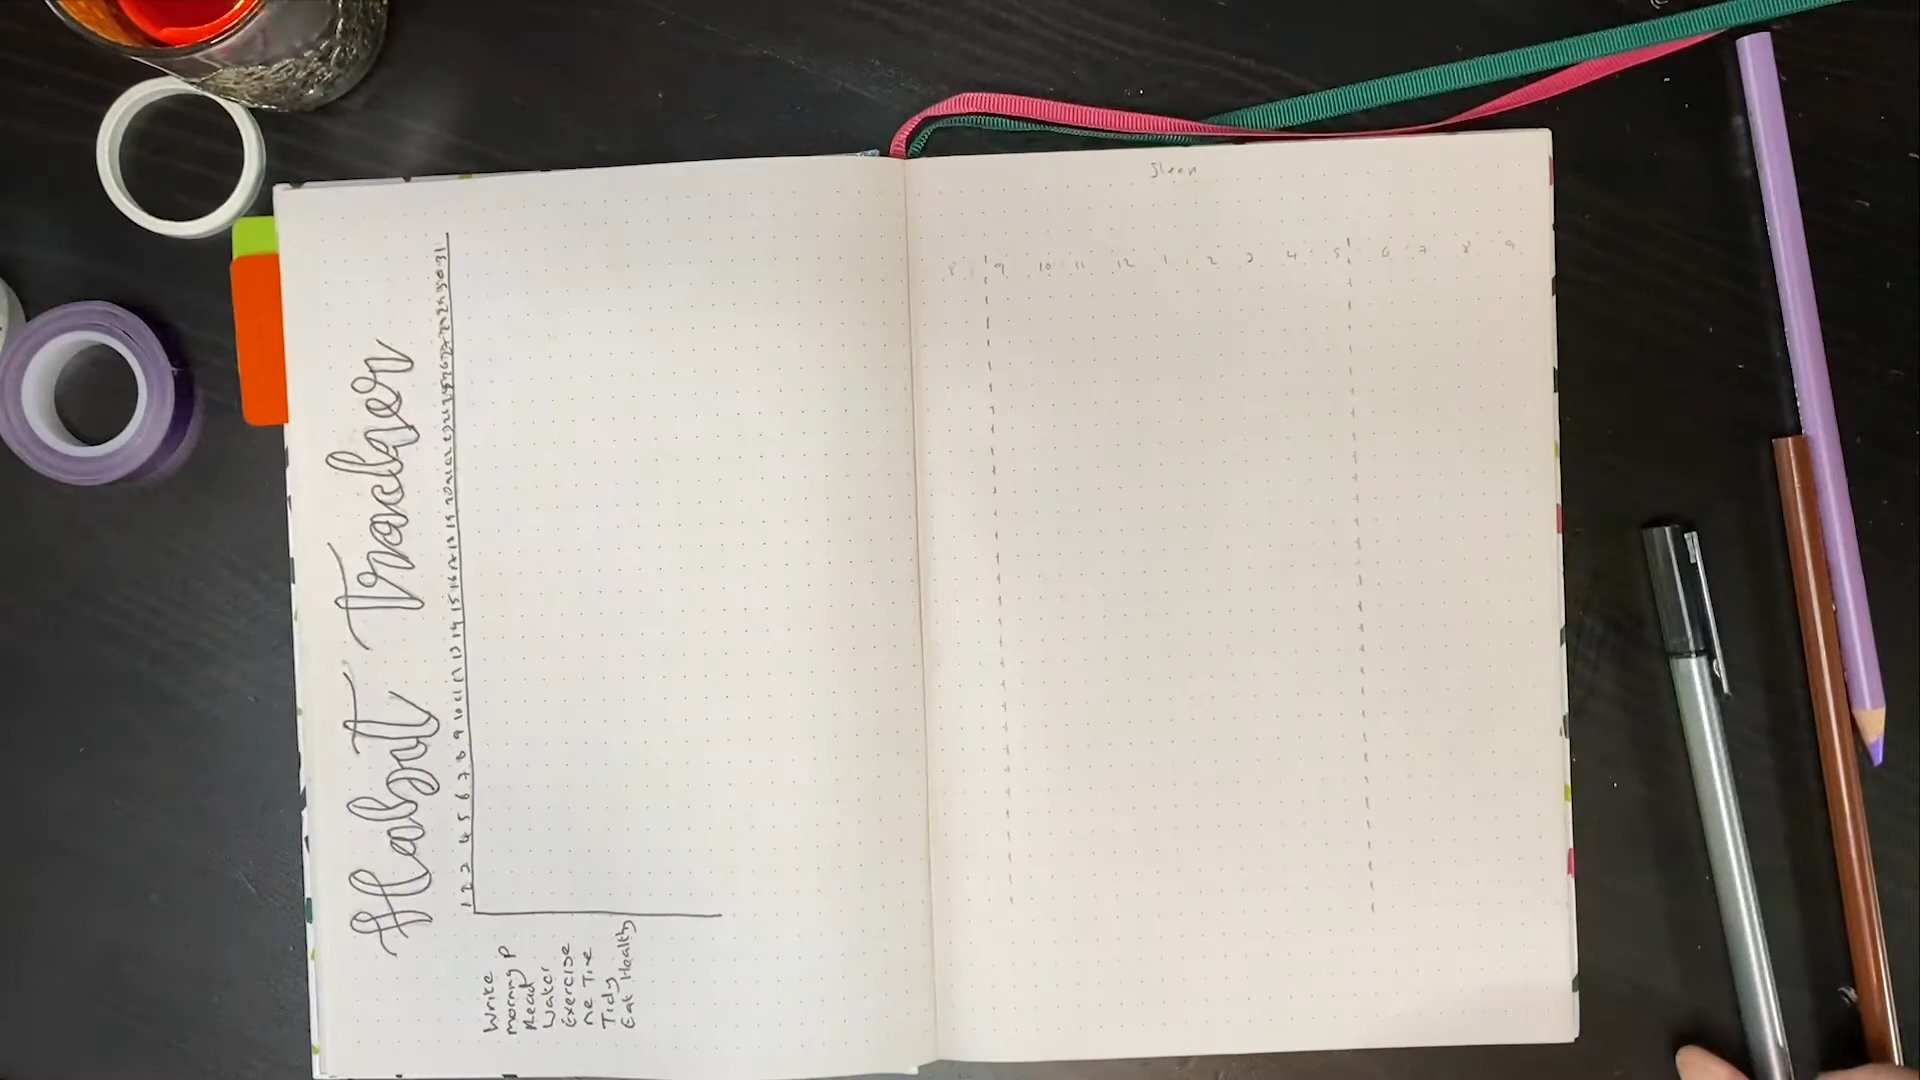 Habit Tracker
1 2 3 4 5 6 7 8 9 10 11 12 13 14 15 16 17 18 19 20 21 22 23 24 25 26 27 28 29 30 31
Write
morning P
Read
Water
Exercise
me Time
Tidy
Eat Healthy
Sleep
8 9 10 11 12 1 2 3 4 5 6 7 8 9